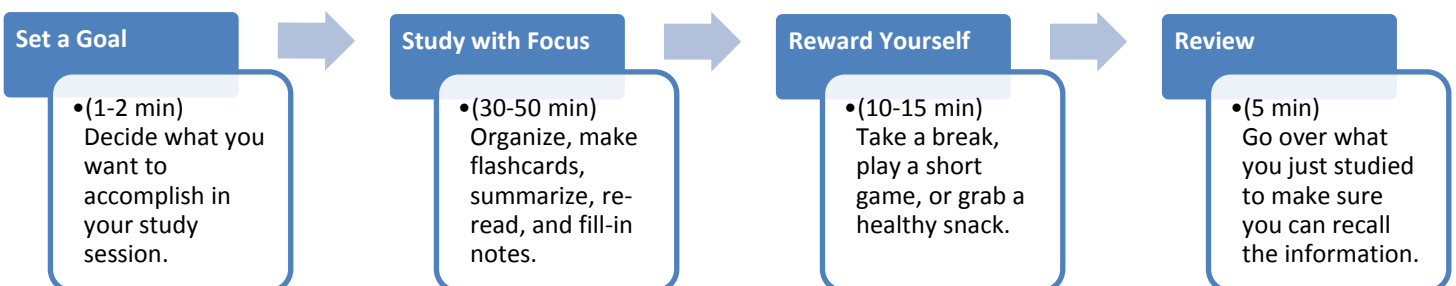 Set a Goal
•(1-2 min)
Decide what you
want to
accomplish in
your study
session.
Study with Focus
•(30-50 min)
Organize, make
flashcards,
summarize, re-
read, and fill-in
notes.
Reward Yourself
•(10-15 min)
Take a break,
play a short
game, or grab a
healthy snack.
Review
•(5 min)
Go over what
you just studied
to make sure
you can recall
the information.